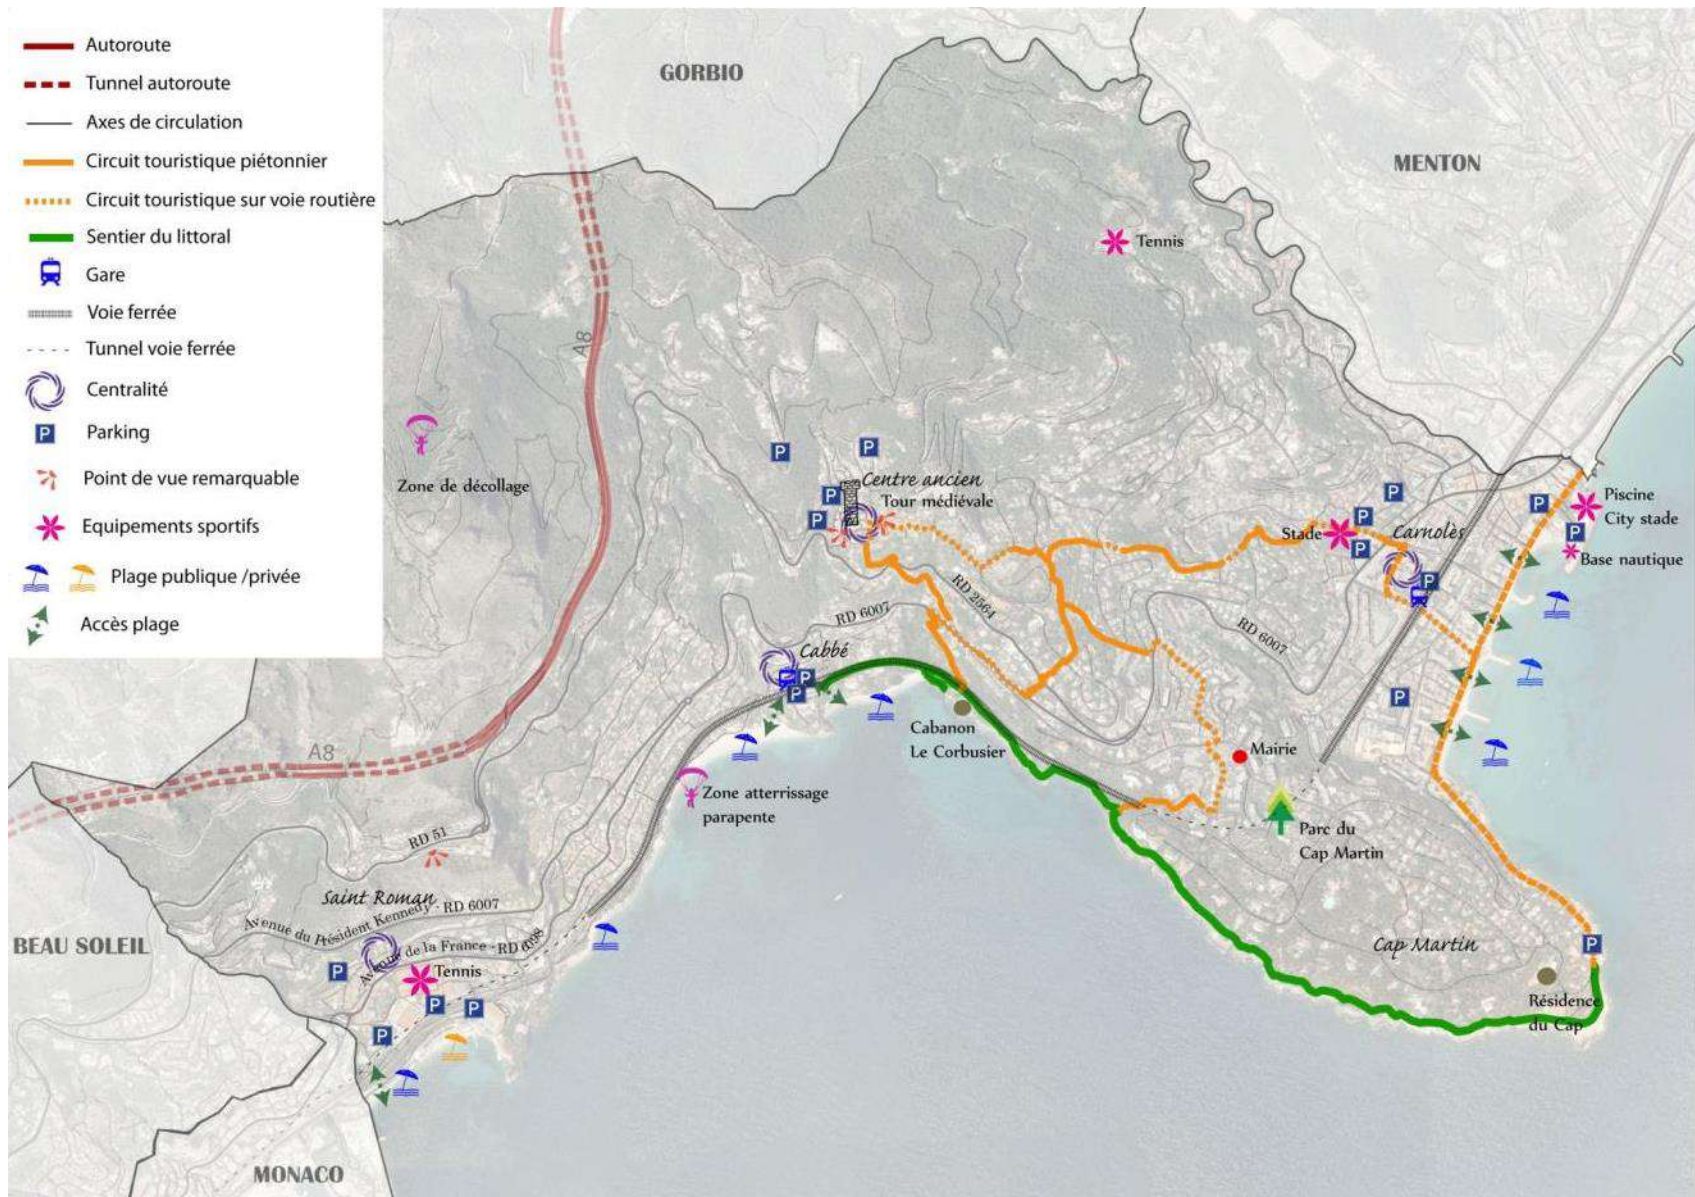 Autoroute
Tunnel autoroute
Axes de circulation
Circuit touristique piétonnier
Circuit touristique sur voie routière
Sentier du littoral
Gare
Voie ferrée
Tunnel voie ferrée
Centralité
P Parking
Point de vue remarquable
Equipements sportifs
Plage publique /privée
Accès plage
GORBIO
MENTON
Tennis
A8
Zone de décollage
P
P
P
P
Centre ancien
Tour médiévale
P
P
P
Stade
Carnolès
P
P
P
Piscine
City stade
Base nautique
RD 2564
RD 6007
RD 6007
Cabbé
P
P
P
Cabanon
Le Corbusier
Mairie
Zone atterrissage
parapente
Parc du
Cap Martin
A8
RD 51
Saint Roman
Avenue du Président Kennedy - RD 6007
Avenue de la France - RD 6098
BEAU SOLEIL
Tennis
P
P
P
P
Cap Martin
P
Résidence
du Cap
MONACO